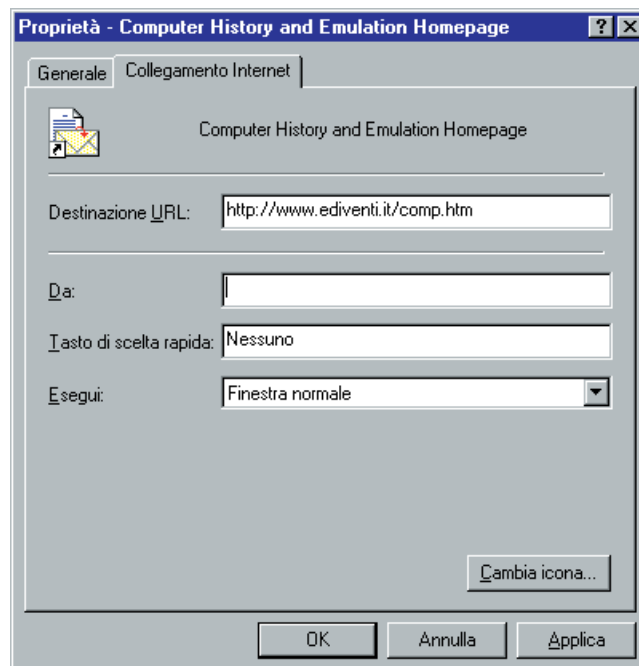 Proprietà - Computer History and Emulation Homepage
Generale
Collegamento Internet
Computer History and Emulation Homepage
Destinazione URL: http://www.ediventi.it/comp.htm
Da:
Tasto di scelta rapida: Nessuno
Esegui: Finestra normale
Cambia icona...
OK Annulla Applica